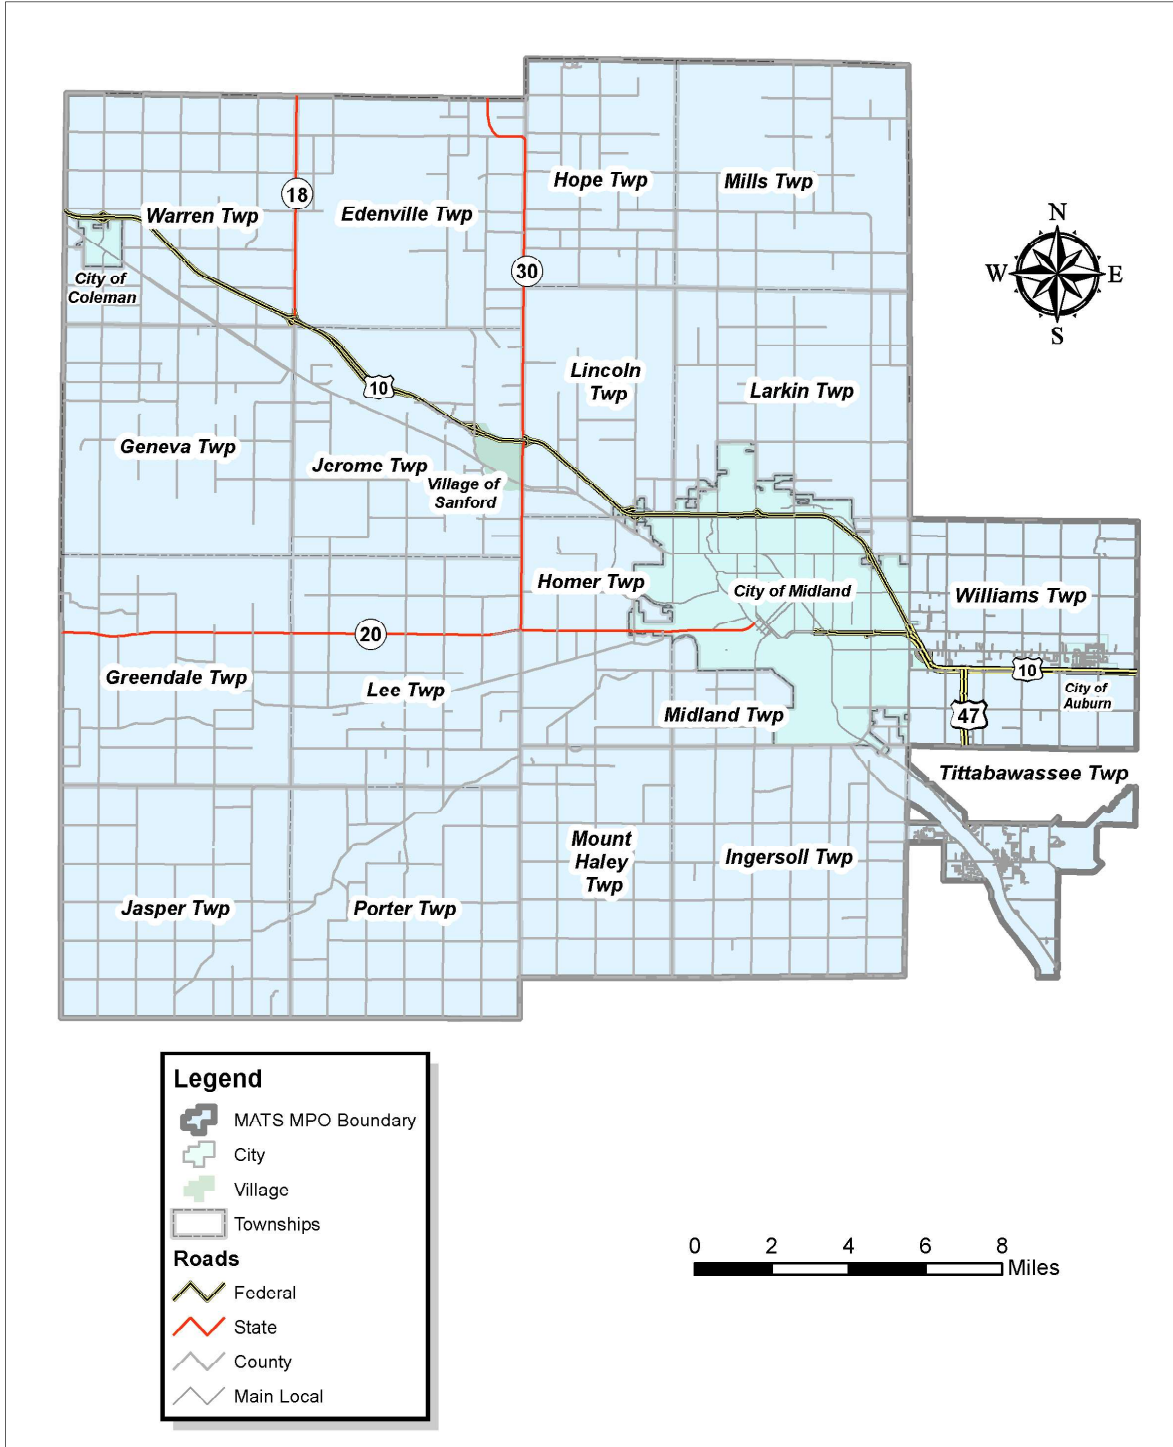 Hope Twp
Mills Twp
18
Warren Twp
Edenville Twp
N
W
E
S
30
City of
Coleman
Lincoln
Twp
10
Larkin Twp
Geneva Twp
Jerome Twp
Village of
Sanford
Homer Twp
City of Midland
Williams Twp
20
Greendale Twp
Lee Twp
10
City of
Auburn
Midland Twp
47
Tittabawassee Twp
Mount
Haley
Twp
Ingersoll Twp
Jasper Twp
Porter Twp
Legend
MATS MPO Boundary
City
Village
Townships
Roads
Federal
State
County
Main Local
0 2 4 6 8
Miles